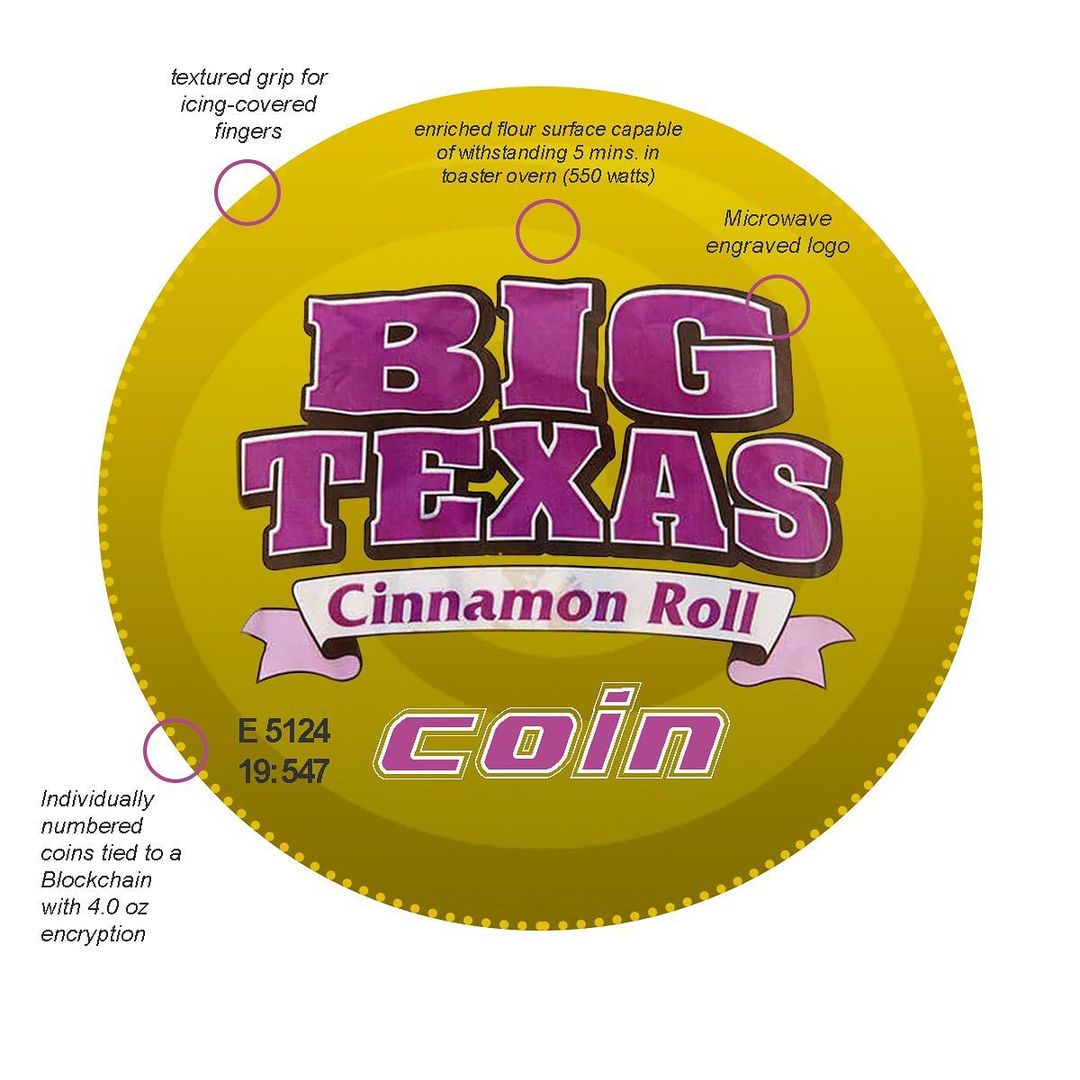 textured grip for
icing-covered
fingers
enriched flour surface capable
of withstanding 5 mins. in
toaster overn (550 watts)
Microwave
engraved logo
BIG
TEXAS
Cinnamon Roll
coin
E 5124
19:547
Individually
numbered
coins tied to a
Blockchain
with 4.0 oz
encryption